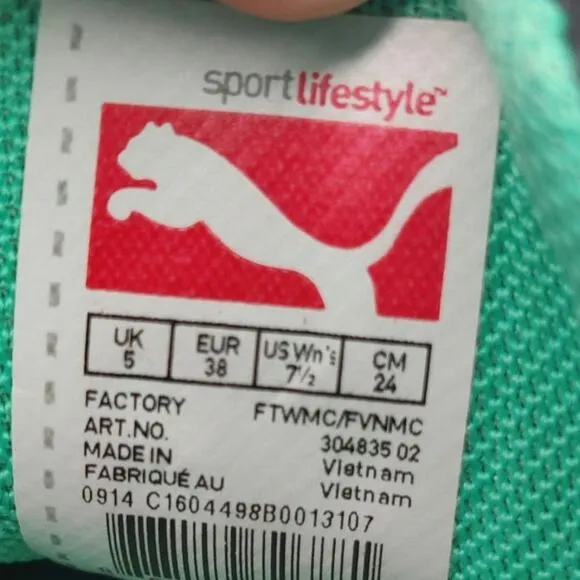 sportlifestyle™
UK EUR US Wn's CM
5 38 7½ 24
FACTORY FTWMC/FVNMC
ART.NO. 304835 02
MADE IN Vietnam
FABRIQUÉ AU Vietnam
0914 C1604498B0013107